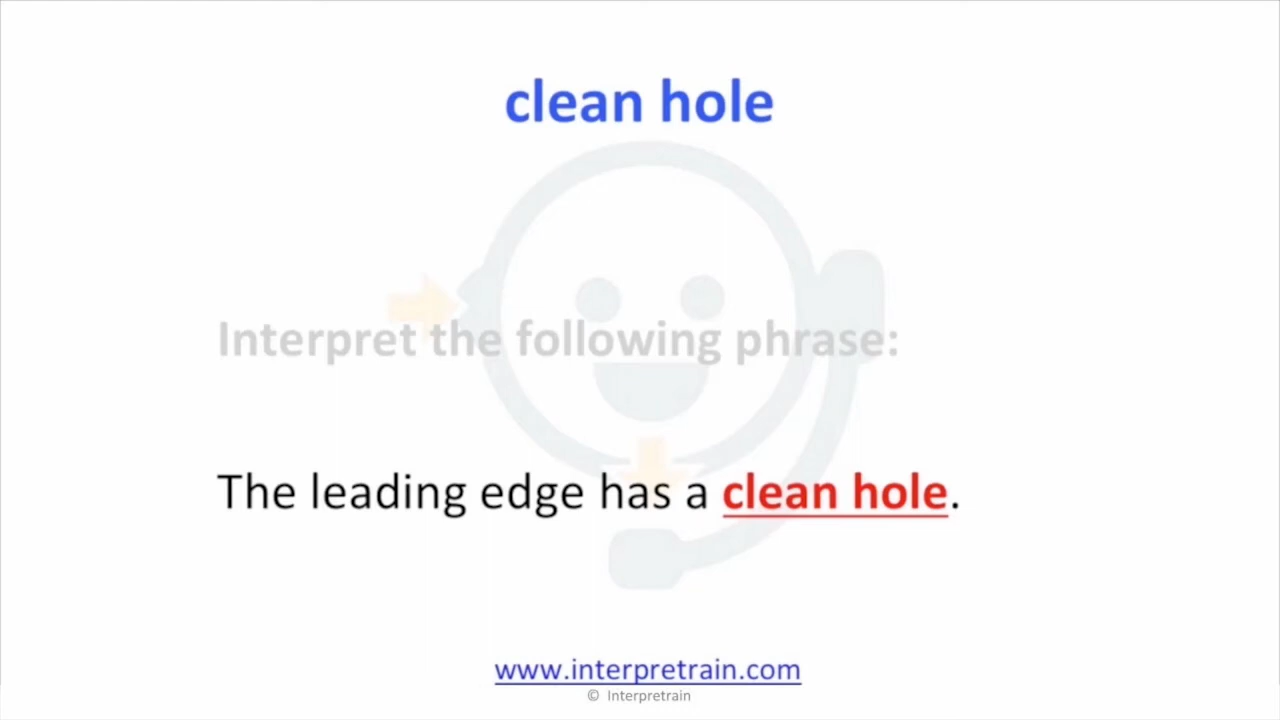 clean hole
Interpret the following phrase:
The leading edge has a clean hole.
www.interpretrain.com
© Interpretrain